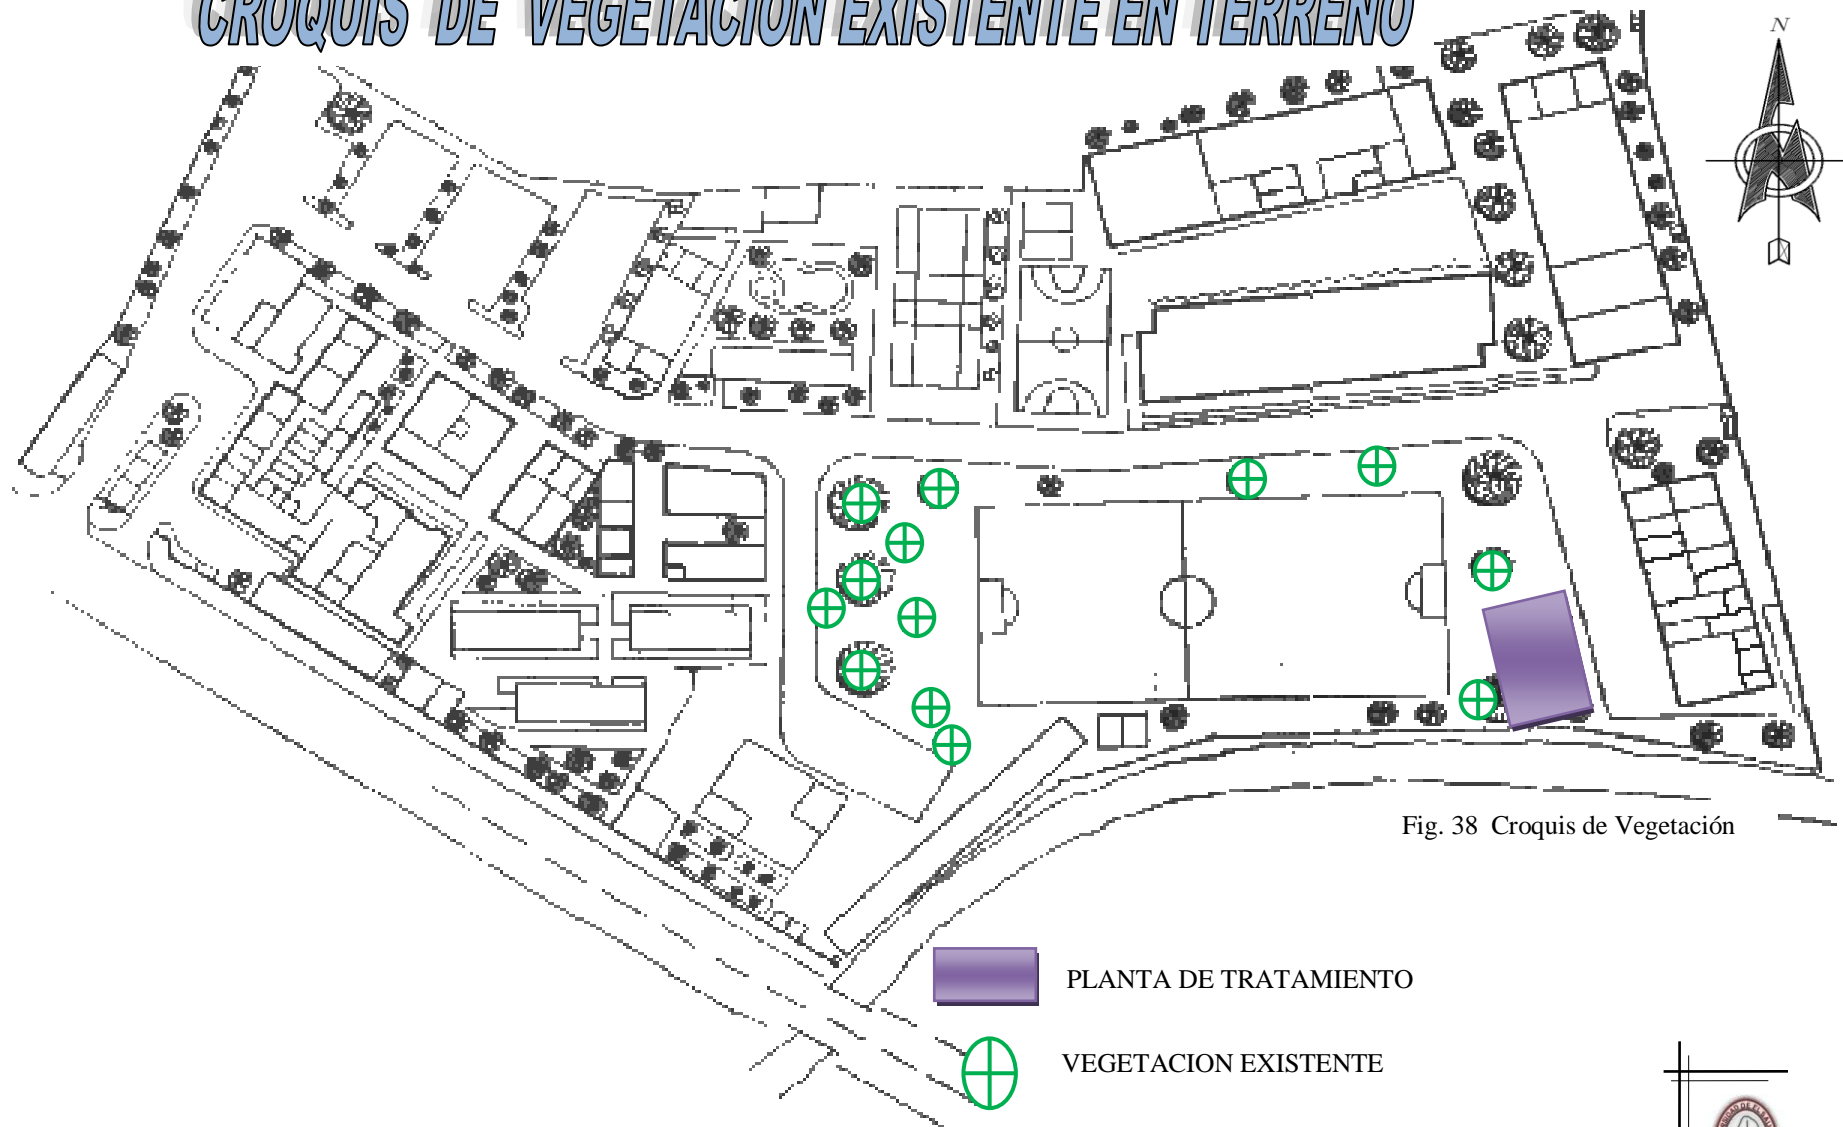 CROQUIS DE VEGETACION EXISTENTE EN TERRENO
N
Fig. 38 Croquis de Vegetación
PLANTA DE TRATAMIENTO
VEGETACION EXISTENTE